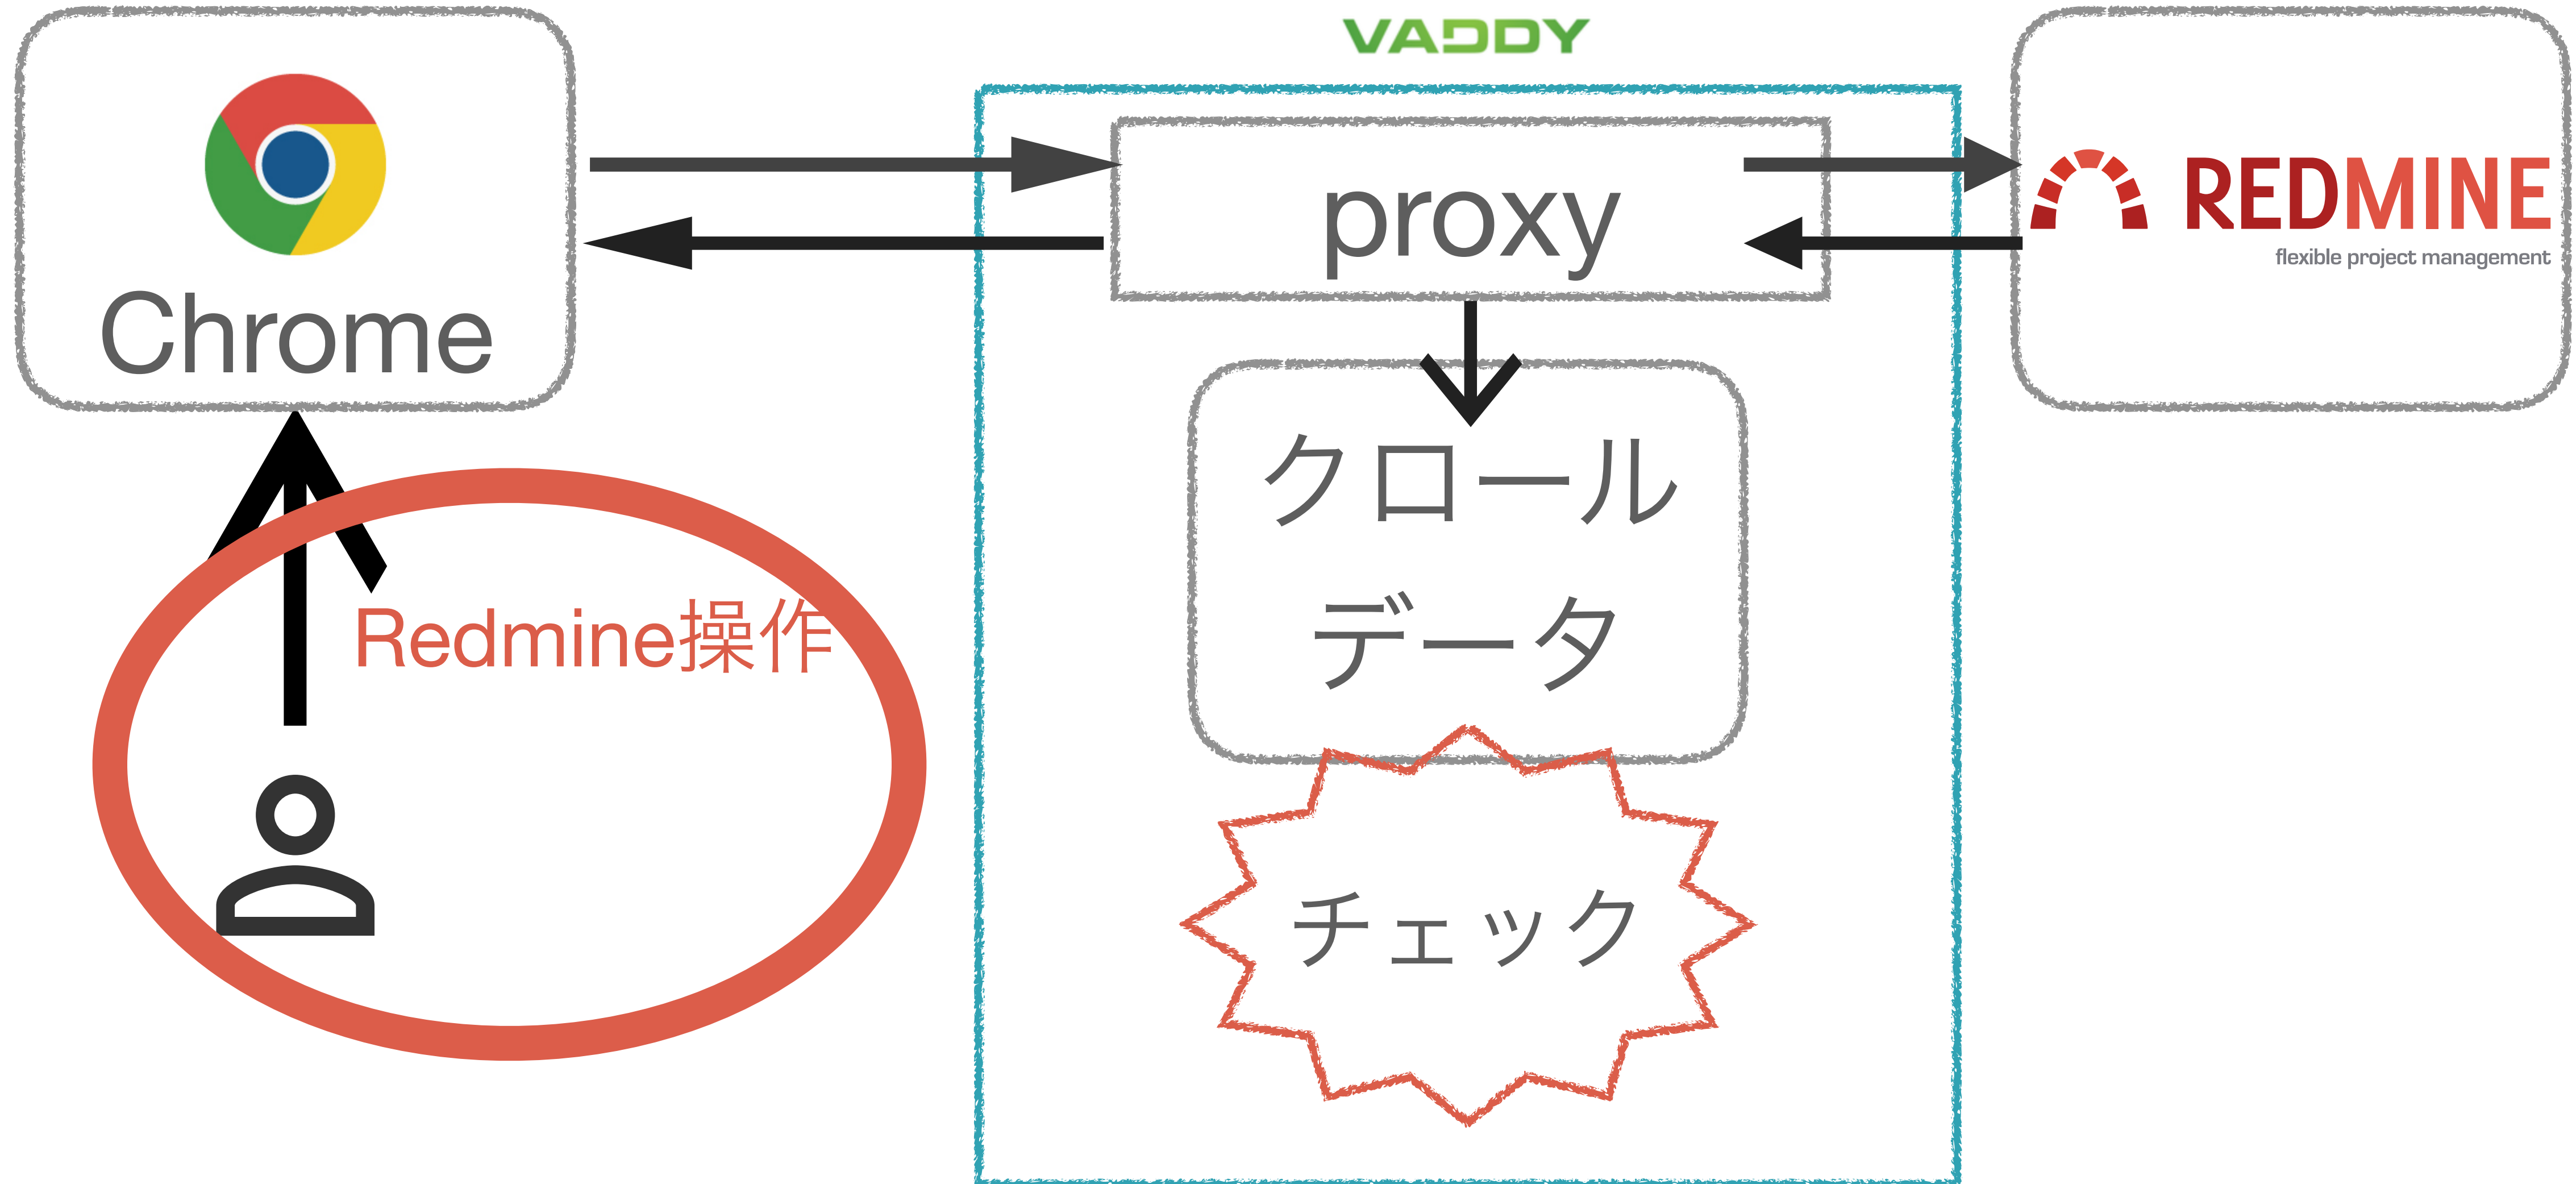 VADDY
Chrome
proxy
REDMINE
flexible project management
クロール
データ
Redmine操作
チェック